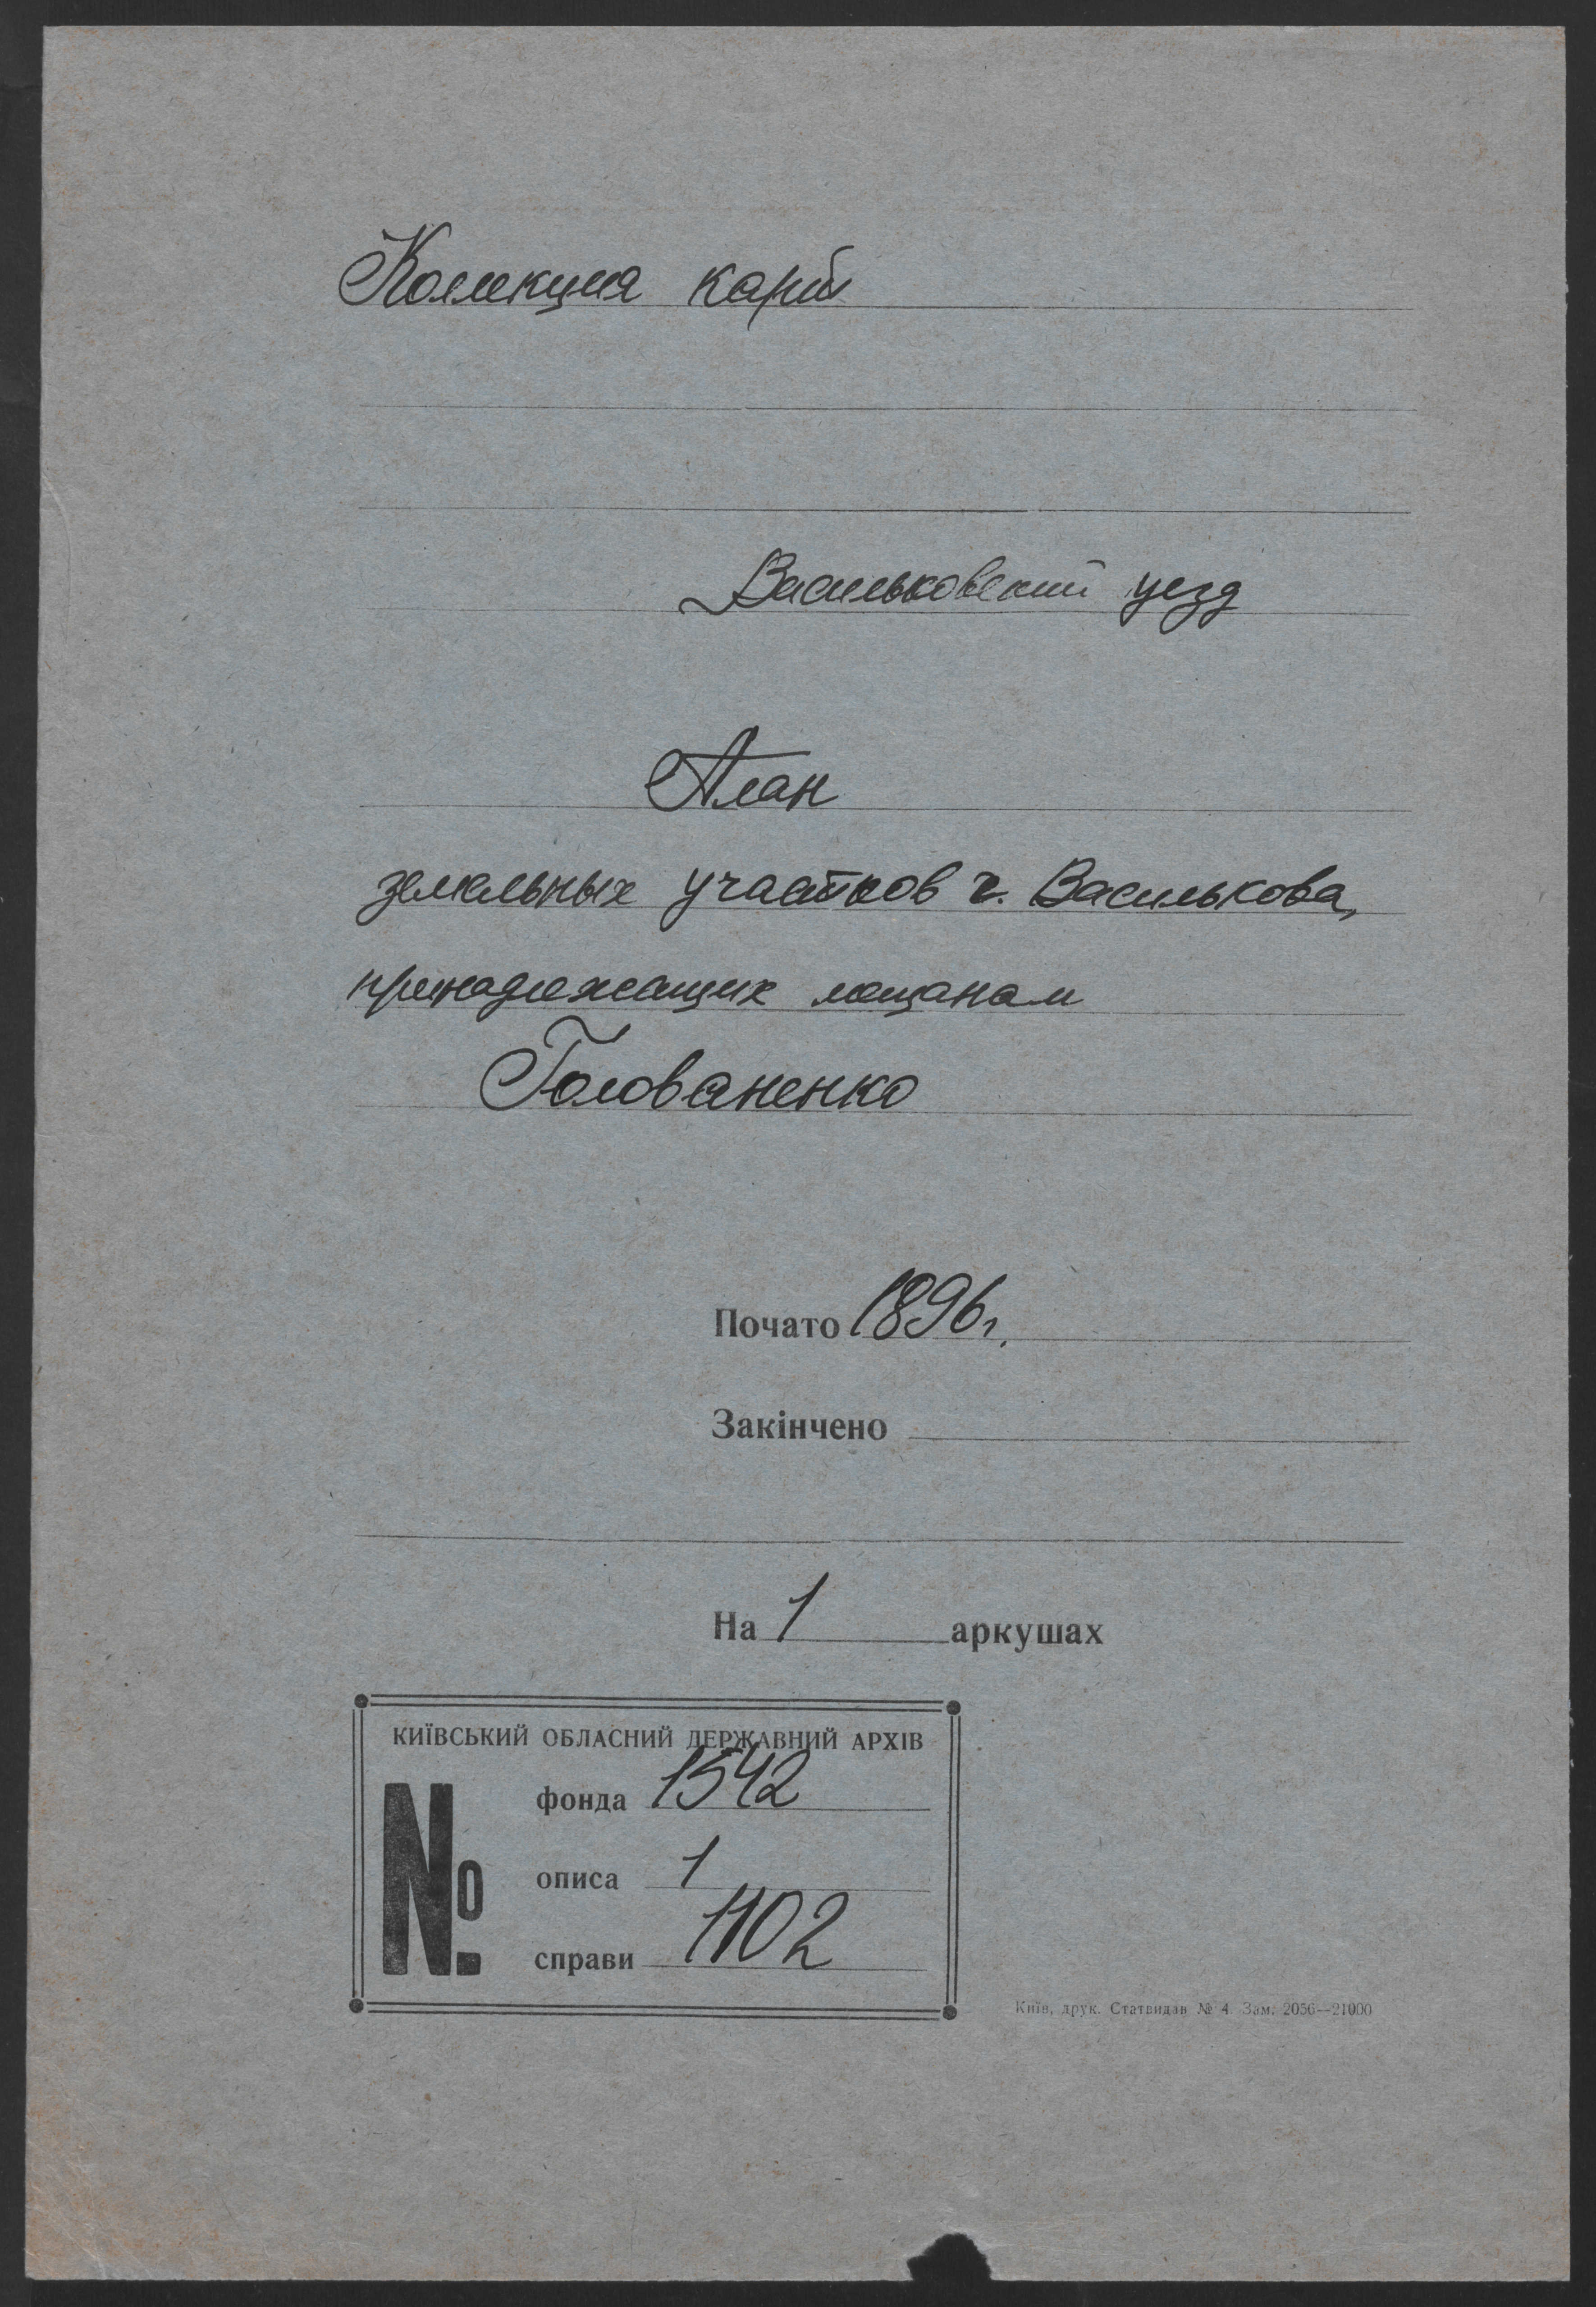 Коллекция карт
Васильковский уезд
План
земельных участков г. Василькова,
принадлежащих мещанам
Голованенко
Почато 1896 г.
Закінчено
На 1 аркушах
КИЇВСЬКИЙ ОБЛАСНИЙ ДЕРЖАВНИЙ АРХІВ
№
фонда 1542
описа 1
справи 1102
Київ, друк. Статвидав № 4. Зам. 2056—21000